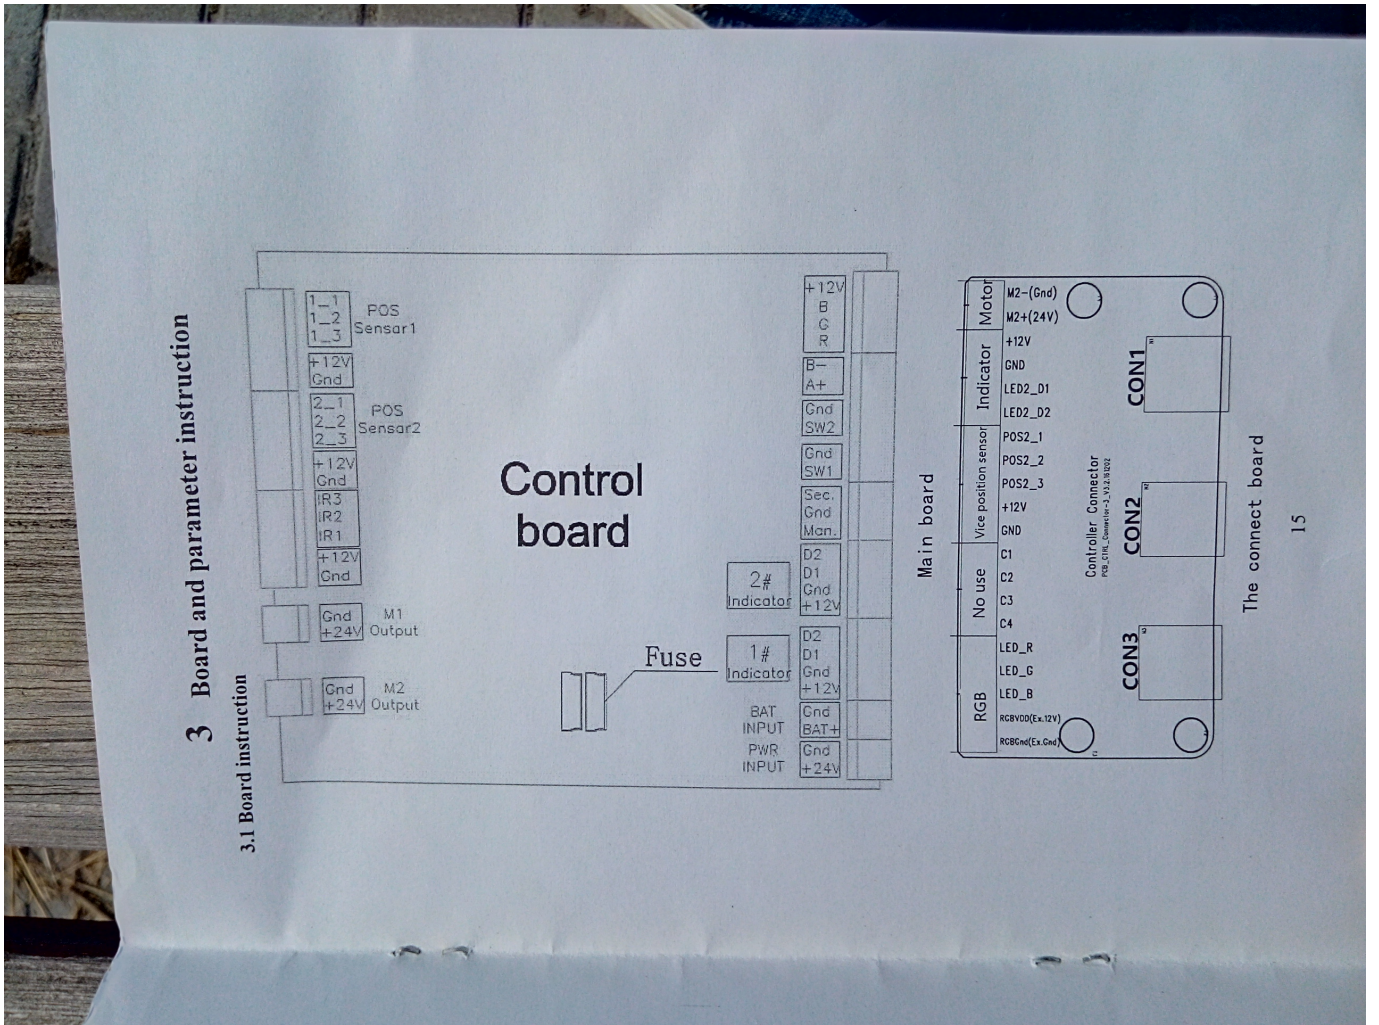 3 Board and parameter instruction
3.1 Board instruction
1_1
1_2
1_3
POS
Sensar1
+12V
Gnd
2_1
2_2
2_3
POS
Sensar2
+12V
Gnd
IR3
IR2
IR1
+12V
Gnd
Gnd
+24V
M1
Output
Gnd
+24V
M2
Output
Control
board
Fuse
+12V
B
G
R
B-
A+
Gnd
SW2
Gnd
SW1
Sec.
Gnd
Man.
2#
Indicator
D2
D1
Gnd
+12V
1#
Indicator
D2
D1
Gnd
+12V
BAT
INPUT
Gnd
BAT+
PWR
INPUT
Gnd
+24V
Main board
Motor
M2-(Gnd)
M2+(24V)
Indicator
+12V
GND
LED2_D1
LED2_D2
Vice position sensor
POS2_1
POS2_2
POS2_3
+12V
GND
No use
C1
C2
C3
C4
RGB
LED_R
LED_G
LED_B
RGBVDD(Ex.12V)
RGBGnd(Ex.Gnd)
Controller Connector
CON1
CON2
CON3
The connect board
15